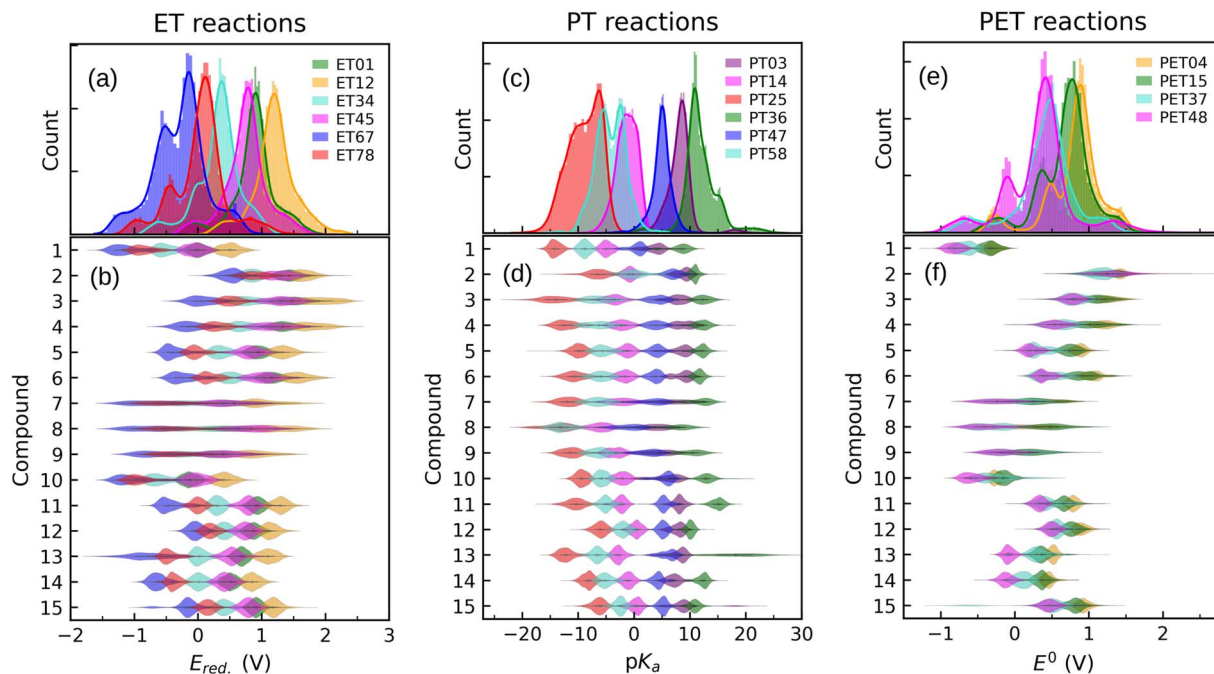 ET reactions
PT reactions
PET reactions
(a)
ET01
ET12
ET34
ET45
ET67
ET78
Count
(c)
PT03
PT14
PT25
PT36
PT47
PT58
Count
(e)
PET04
PET15
PET37
PET48
Count
(b)
1
2
3
4
5
6
7
8
9
10
11
12
13
14
15
Compound
−2 −1 0 1 2 3
E_red. (V)
(d)
1
2
3
4
5
6
7
8
9
10
11
12
13
14
15
Compound
−20 −10 0 10 20 30
pK_a
(f)
1
2
3
4
5
6
7
8
9
10
11
12
13
14
15
Compound
−1 0 1 2
E⁰ (V)